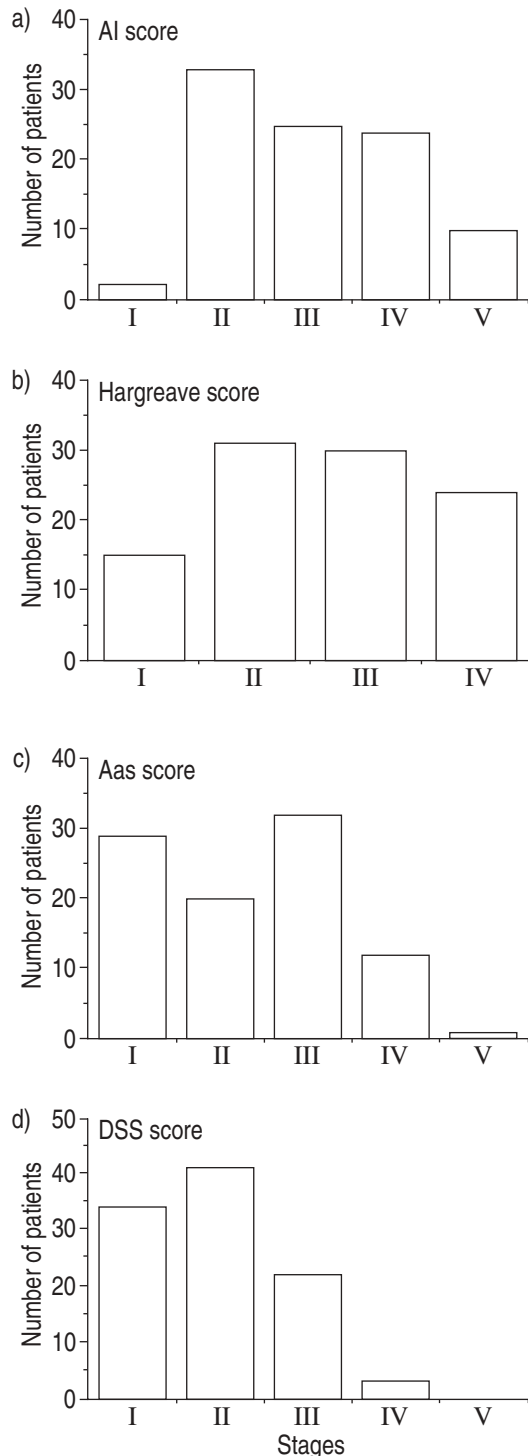 a)
AI score
Number of patients
40
30
20
10
0
I II III IV V
b)
Hargreave score
Number of patients
40
30
20
10
0
I II III IV
c)
Aas score
Number of patients
40
30
20
10
0
I II III IV V
d)
DSS score
Number of patients
50
40
30
20
10
0
I II III IV V
Stages